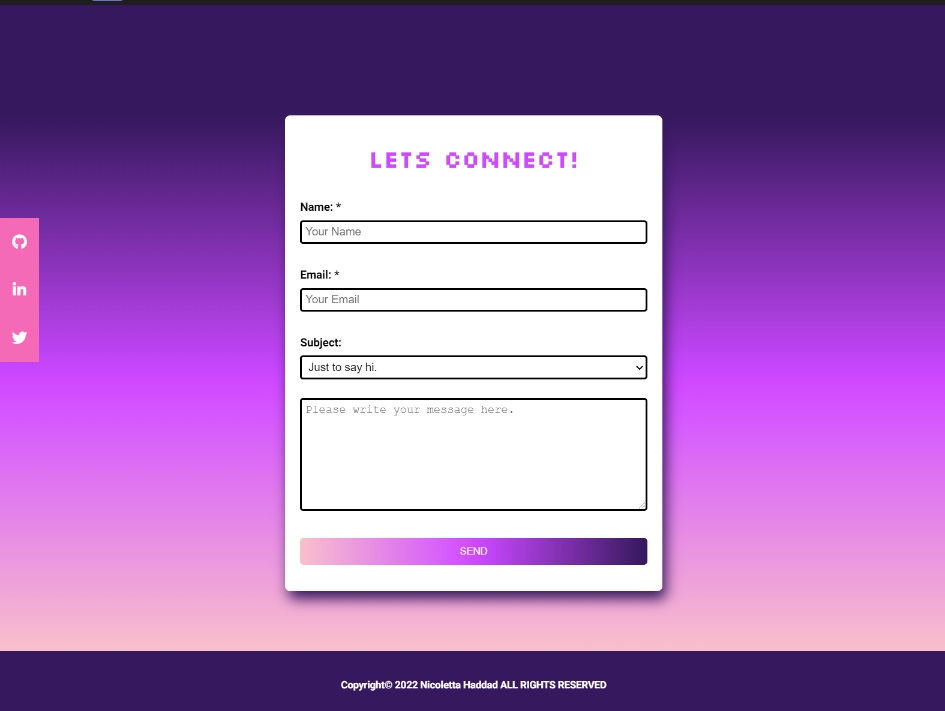 LETS CONNECT!
Name: *
Your Name
Email: *
Your Email
Subject:
Just to say hi.
Please write your message here.
SEND
Copyright© 2022 Nicoletta Haddad ALL RIGHTS RESERVED